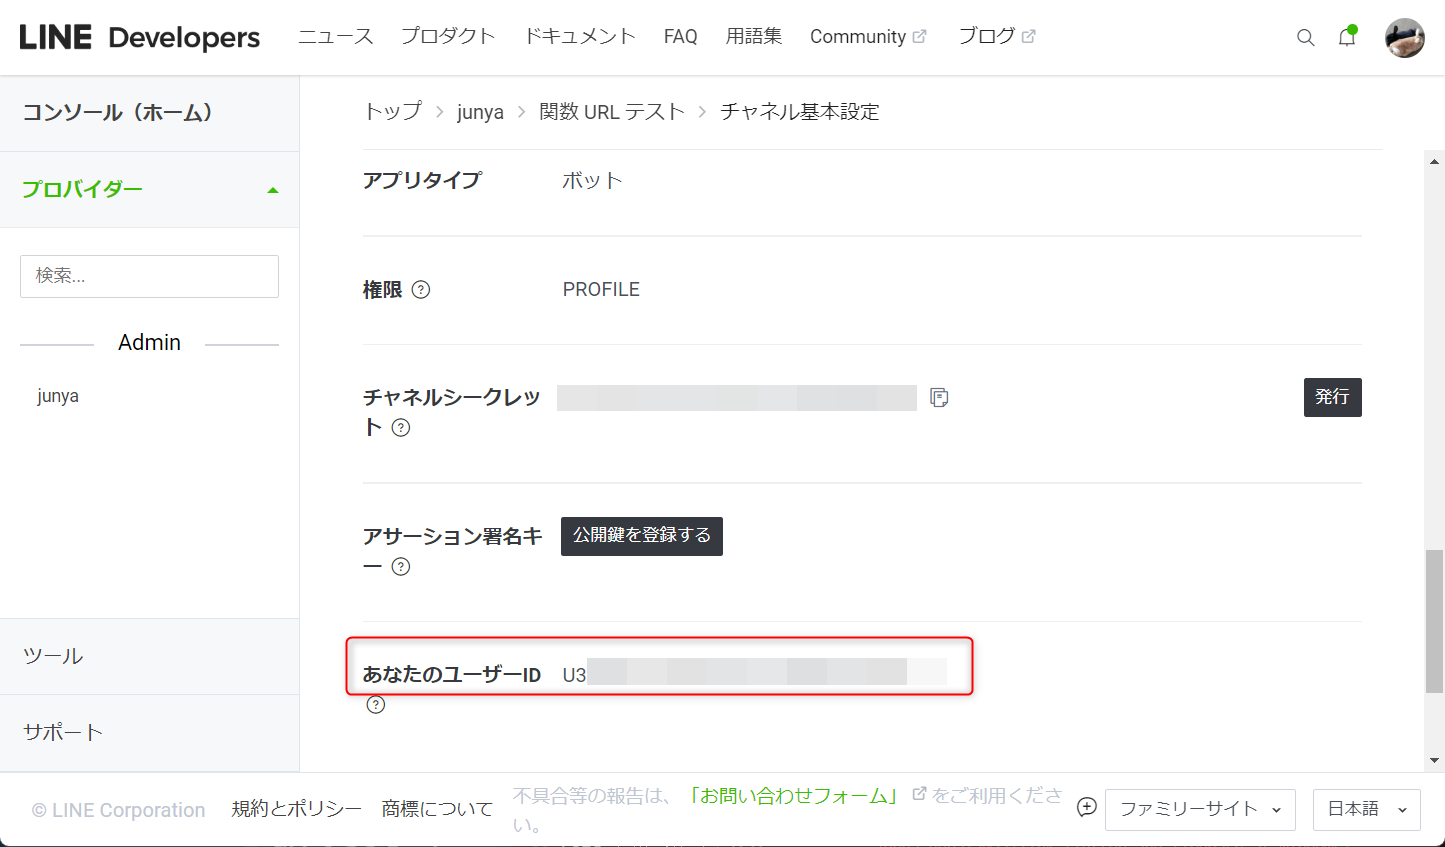 LINE Developers ニュース プロダクト ドキュメント FAQ 用語集 Community ブログ
コンソール（ホーム）
プロバイダー
検索...
Admin
junya
ツール
サポート
トップ > junya > 関数 URL テスト > チャネル基本設定
アプリタイプ ボット
権限 ? PROFILE
チャネルシークレッ
ト ?
発行
アサーション署名キ
ー ?
公開鍵を登録する
あなたのユーザーID U3
?
© LINE Corporation 規約とポリシー 商標について
不具合等の報告は、「お問い合わせフォーム」 をご利用くださ
い。
ファミリーサイト
日本語